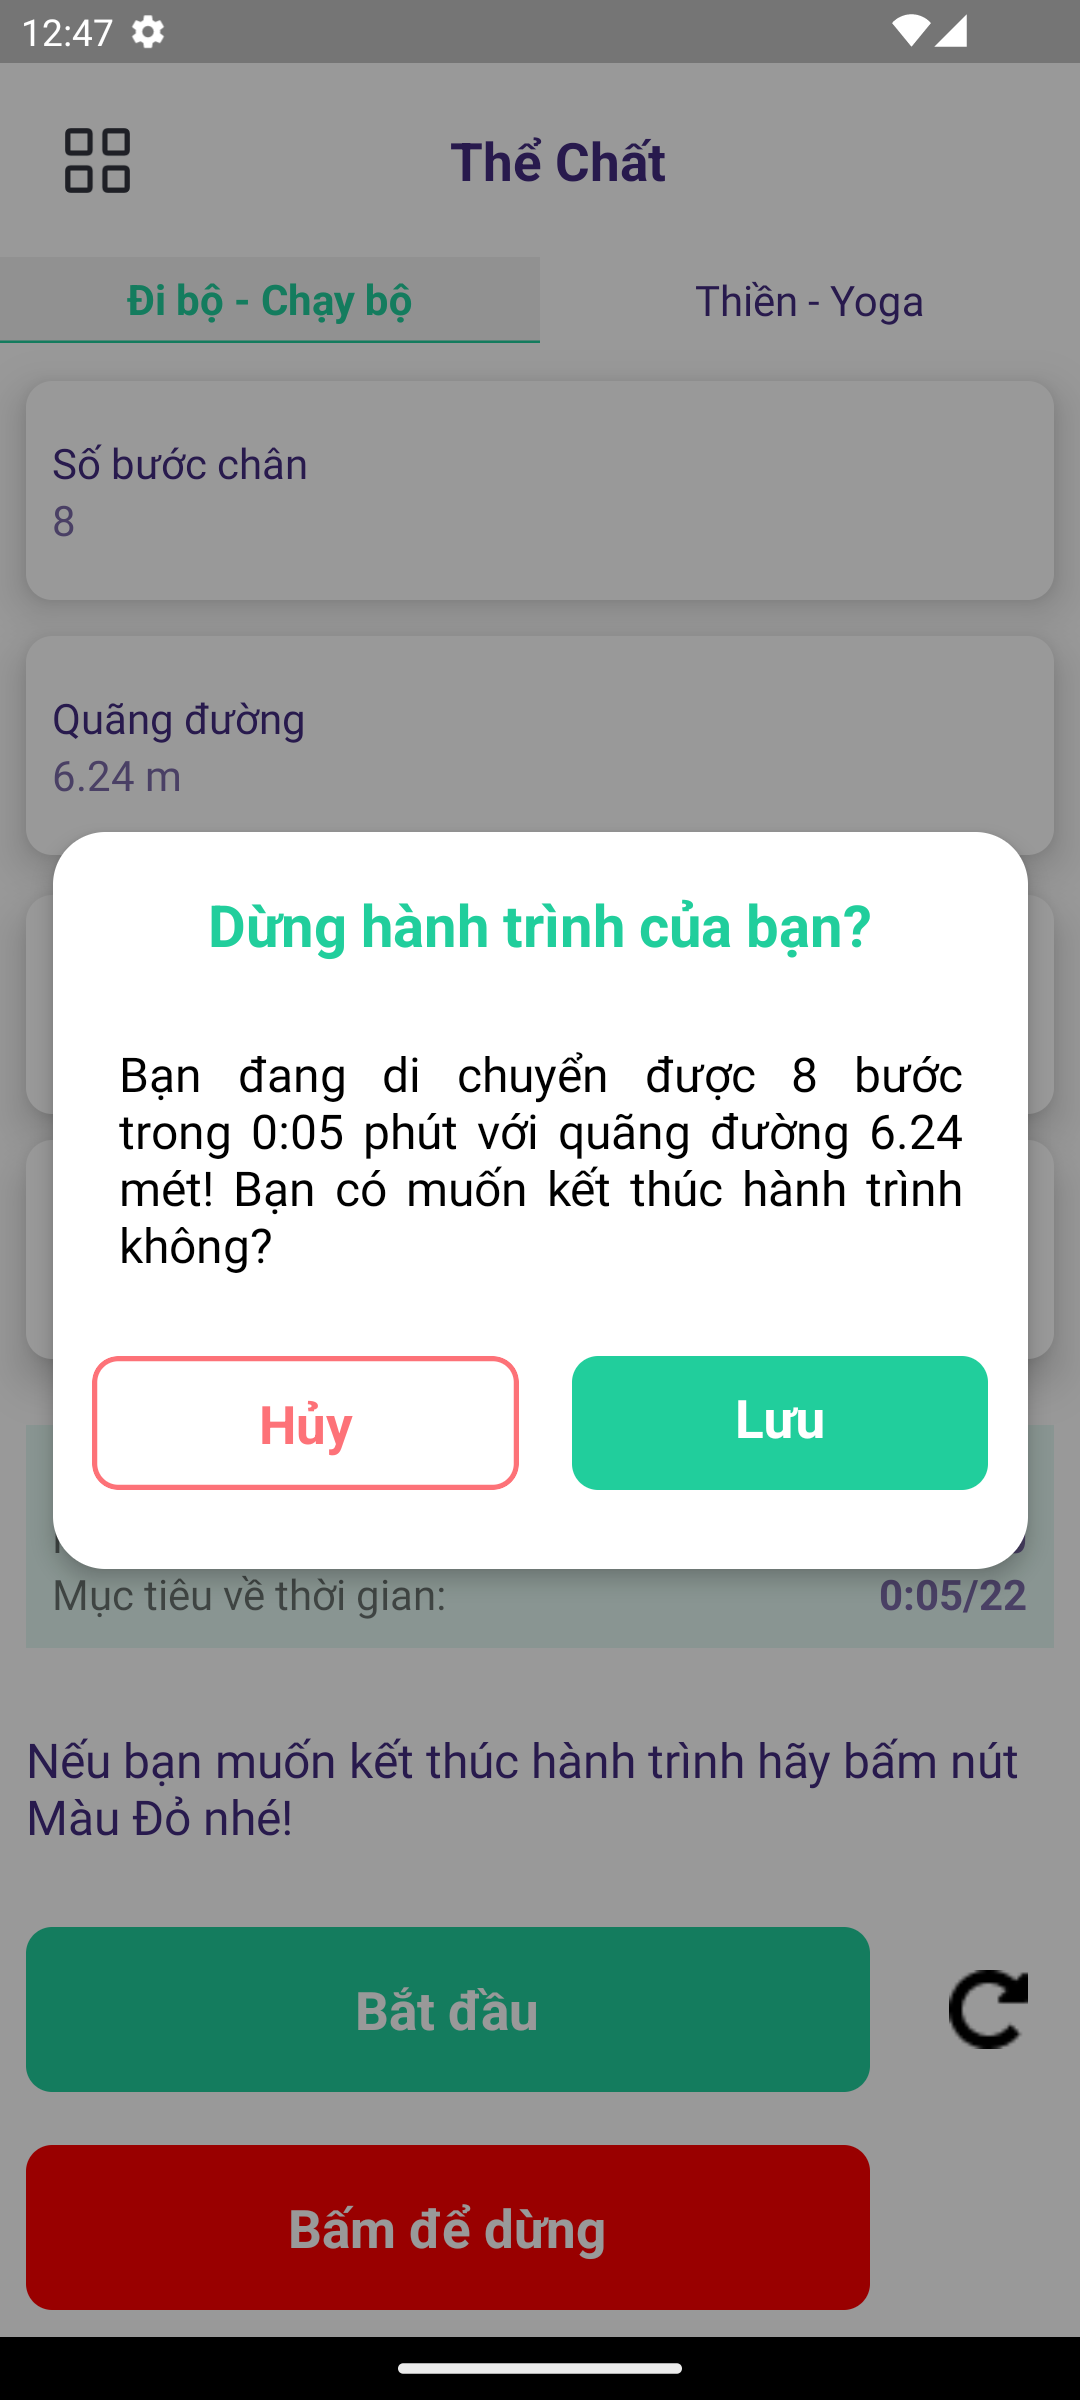 12:47
Thể Chất
Đi bộ - Chạy bộ
Thiền - Yoga
Số bước chân
8
Quãng đường
6.24 m
Dừng hành trình của bạn?
Bạn đang di chuyển được 8 bước
trong 0:05 phút với quãng đường 6.24
mét! Bạn có muốn kết thúc hành trình
không?
Hủy
Lưu
Mục tiêu về thời gian:
0:05/22
Nếu bạn muốn kết thúc hành trình hãy bấm nút
Màu Đỏ nhé!
Bắt đầu
Bấm để dừng